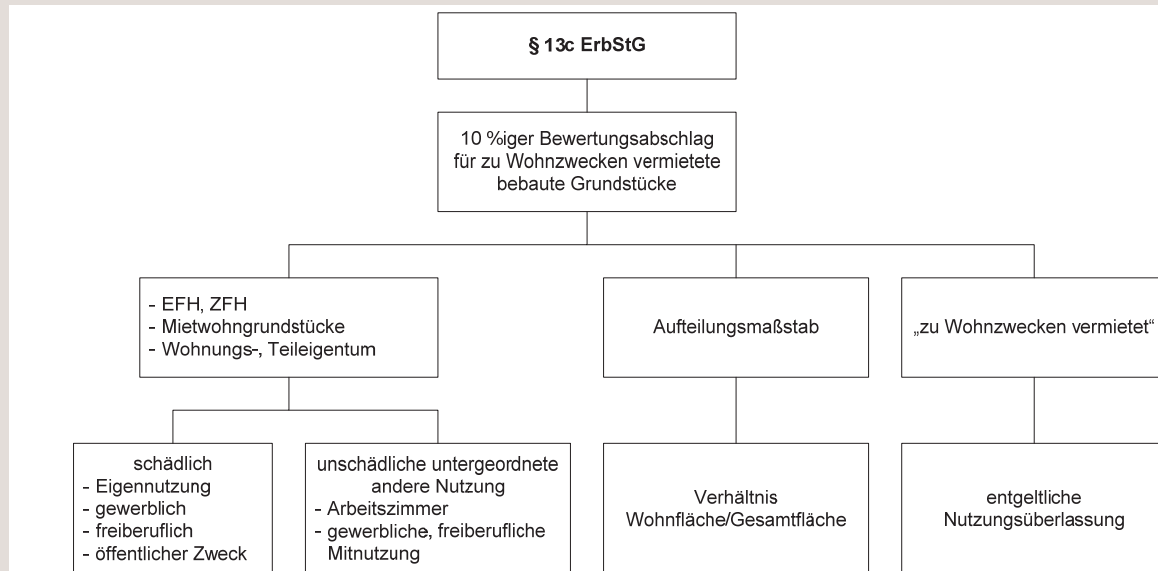 § 13c ErbStG
10 %iger Bewertungsabschlag
für zu Wohnzwecken vermietete
bebaute Grundstücke
- EFH, ZFH
- Mietwohngrundstücke
- Wohnungs-, Teileigentum
Aufteilungsmaßstab
„zu Wohnzwecken vermietet“
schädlich
- Eigennutzung
- gewerblich
- freiberuflich
- öffentlicher Zweck
unschädliche untergeordnete
andere Nutzung
- Arbeitszimmer
- gewerbliche, freiberufliche
Mitnutzung
Verhältnis
Wohnfläche/Gesamtfläche
entgeltliche
Nutzungsüberlassung